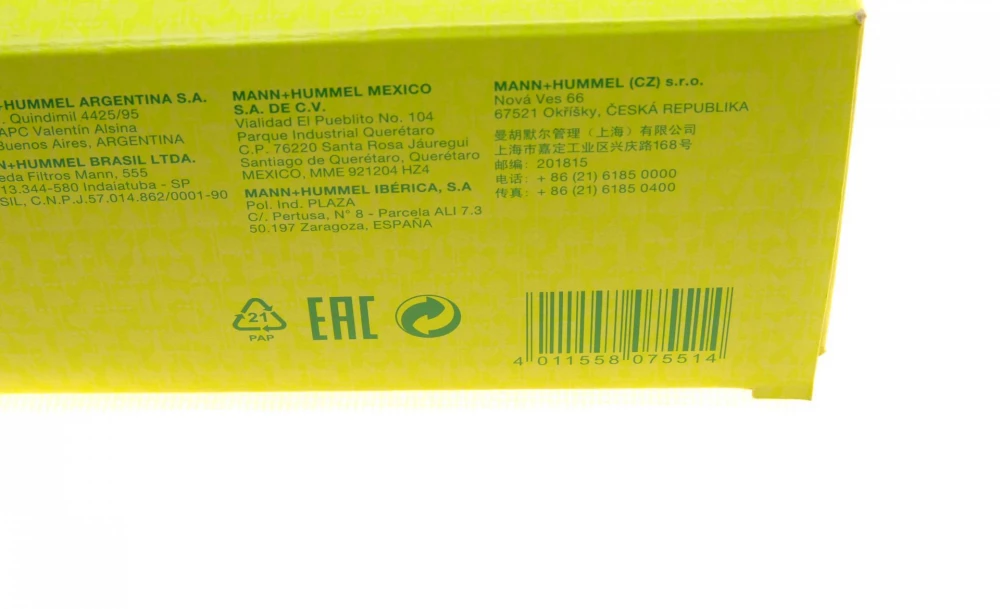 +HUMMEL ARGENTINA S.A.
. Quindimil 4425/95
APC Valentín Alsina
Buenos Aires, ARGENTINA
N+HUMMEL BRASIL LTDA.
eda Filtros Mann, 555
13.344-580 Indaiatuba - SP
SIL, C.N.P.J.57.014.862/0001-90
MANN+HUMMEL MEXICO
S.A. DE C.V.
Vialidad El Pueblito No. 104
Parque Industrial Querétaro
C.P. 76220 Santa Rosa Jáuregui
Santiago de Querétaro, Querétaro
MEXICO, MME 921204 HZ4
MANN+HUMMEL IBÉRICA, S.A
Pol. Ind. PLAZA
C/. Pertusa, N° 8 - Parcela ALI 7.3
50.197 Zaragoza, ESPAÑA
MANN+HUMMEL (CZ) s.r.o.
Nová Ves 66
67521 Okříšky, ČESKÁ REPUBLIKA
曼胡默尔管理（上海）有限公司
上海市嘉定工业区兴庆路168号
邮编：201815
电话：+ 86 (21) 6185 0000
传真：+ 86 (21) 6185 0400
21
PAP
EAC
4 011558 075514